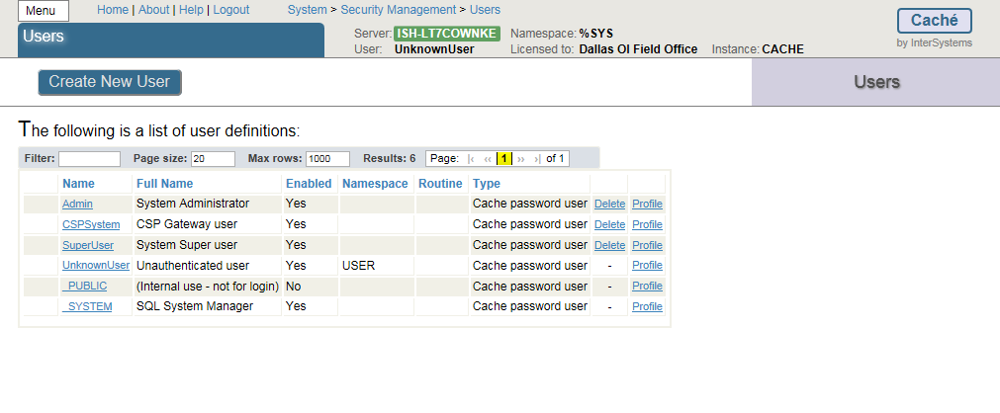 Menu Home | About | Help | Logout System > Security Management > Users
Users
Server: ISH-LT7COWNKE Namespace: %SYS
User: UnknownUser Licensed to: Dallas OI Field Office Instance: CACHE
Caché
by InterSystems
Create New User
Users
The following is a list of user definitions:
Filter: Page size: 20 Max rows: 1000 Results: 6 Page: |‹ ‹‹ 1 ›› ›| of 1
Name Full Name Enabled Namespace Routine Type
Admin System Administrator Yes Cache password user Delete Profile
CSPSystem CSP Gateway user Yes Cache password user Delete Profile
SuperUser System Super user Yes Cache password user Delete Profile
UnknownUser Unauthenticated user Yes USER Cache password user - Profile
_PUBLIC (Internal use - not for login) No Cache password user - Profile
_SYSTEM SQL System Manager Yes Cache password user - Profile